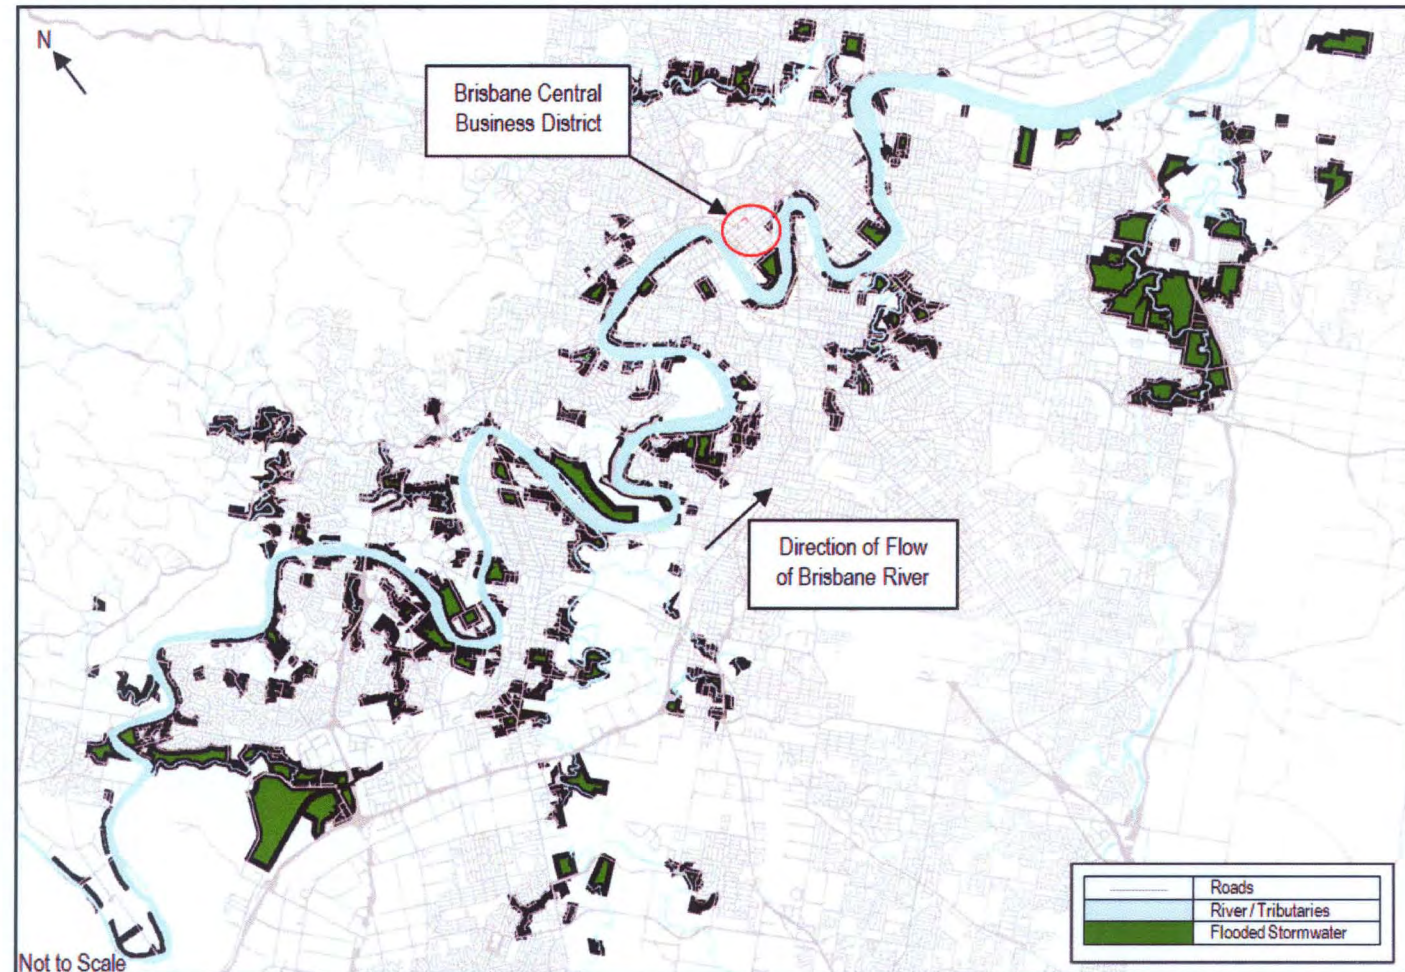 N
Brisbane Central
Business District
Direction of Flow
of Brisbane River
Roads
River / Tributaries
Flooded Stormwater
Not to Scale